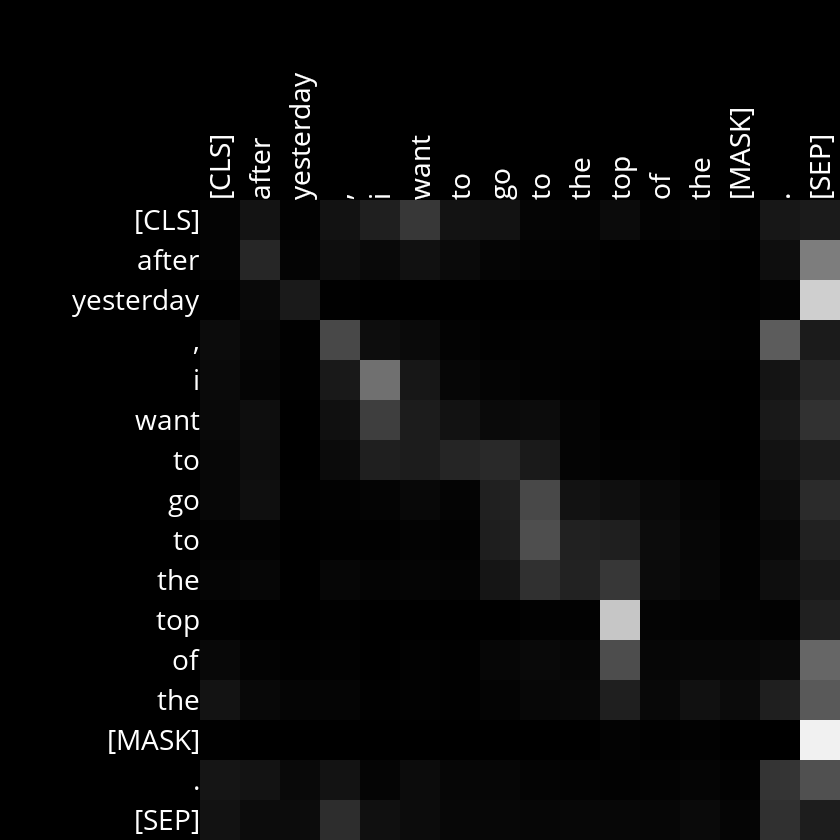 [CLS] after yesterday , i want to go to the top of the [MASK] . [SEP]
[CLS]
after
yesterday
,
i
want
to
go
to
the
top
of
the
[MASK]
.
[SEP]